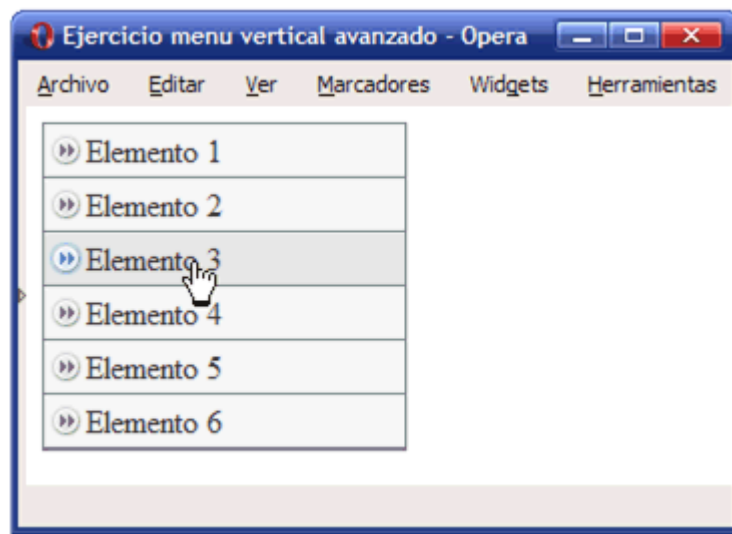 Ejercicio menu vertical avanzado - Opera
Archivo Editar Ver Marcadores Widgets Herramientas
Elemento 1
Elemento 2
Elemento 3
Elemento 4
Elemento 5
Elemento 6